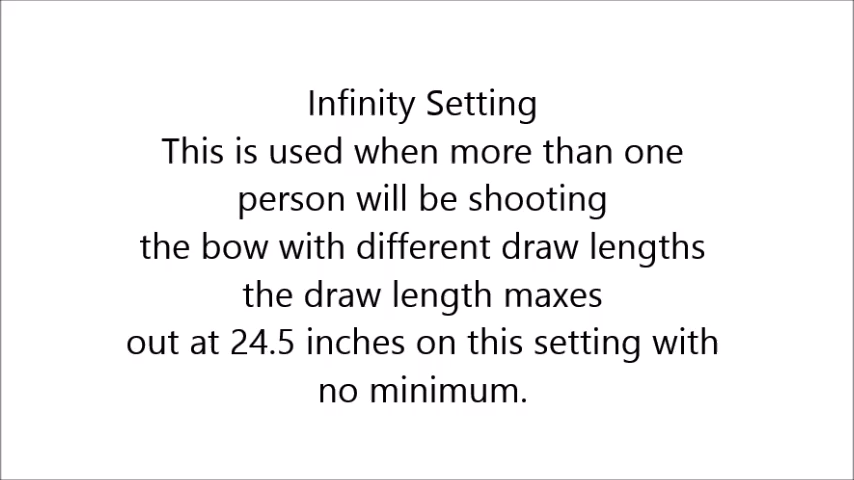 Infinity Setting
This is used when more than one
person will be shooting
the bow with different draw lengths
the draw length maxes
out at 24.5 inches on this setting with
no minimum.